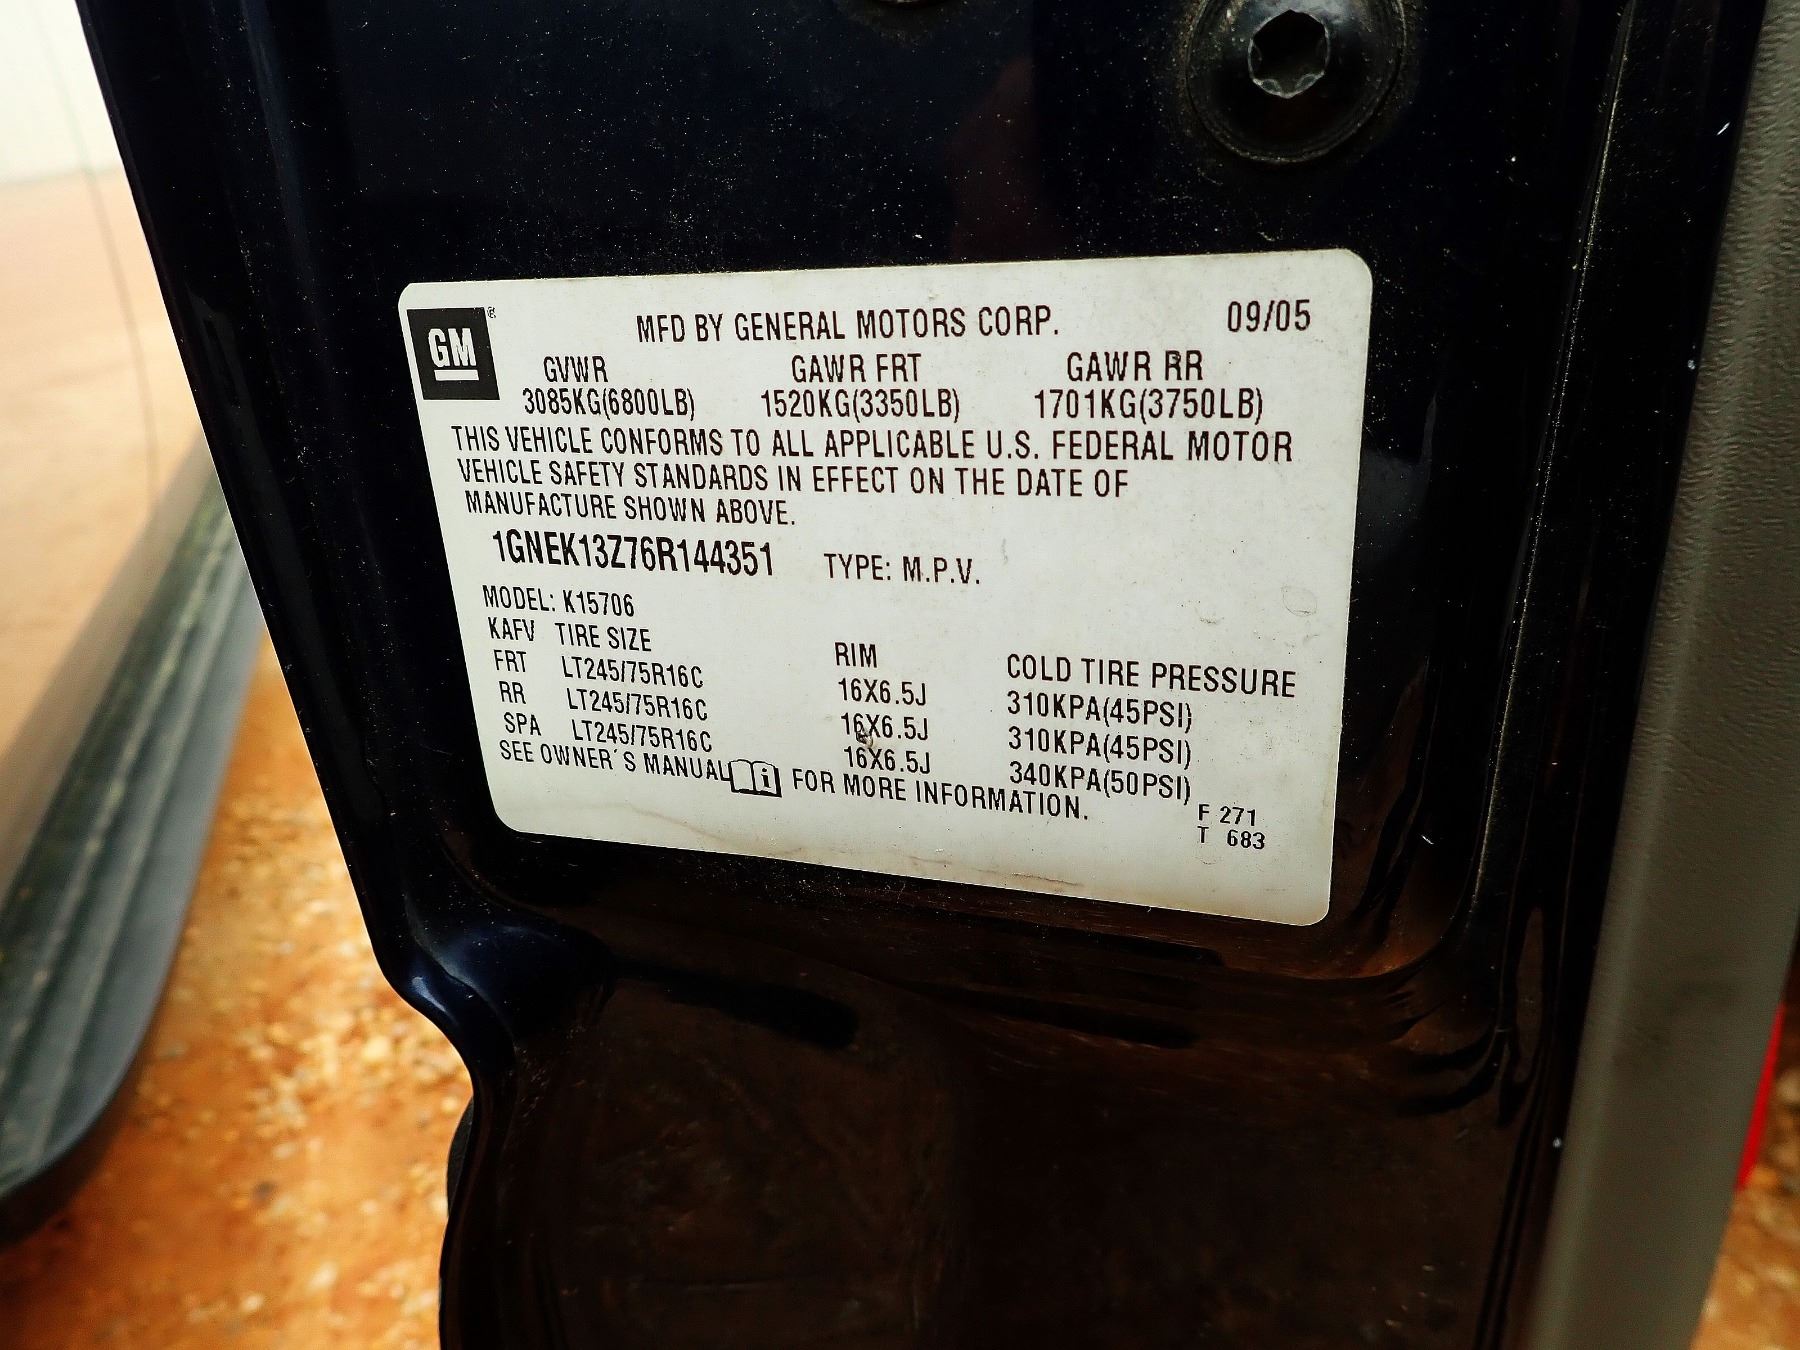 GM®
MFD BY GENERAL MOTORS CORP. 09/05
GVWR GAWR FRT GAWR RR
3085KG(6800LB) 1520KG(3350LB) 1701KG(3750LB)
THIS VEHICLE CONFORMS TO ALL APPLICABLE U.S. FEDERAL MOTOR
VEHICLE SAFETY STANDARDS IN EFFECT ON THE DATE OF
MANUFACTURE SHOWN ABOVE.
1GNEK13Z76R144351 TYPE: M.P.V.
MODEL: K15706
KAFV TIRE SIZE RIM COLD TIRE PRESSURE
FRT LT245/75R16C 16X6.5J 310KPA(45PSI)
RR LT245/75R16C 16X6.5J 310KPA(45PSI)
SPA LT245/75R16C 16X6.5J 340KPA(50PSI)
SEE OWNER'S MANUAL i FOR MORE INFORMATION.
F 271
T 683